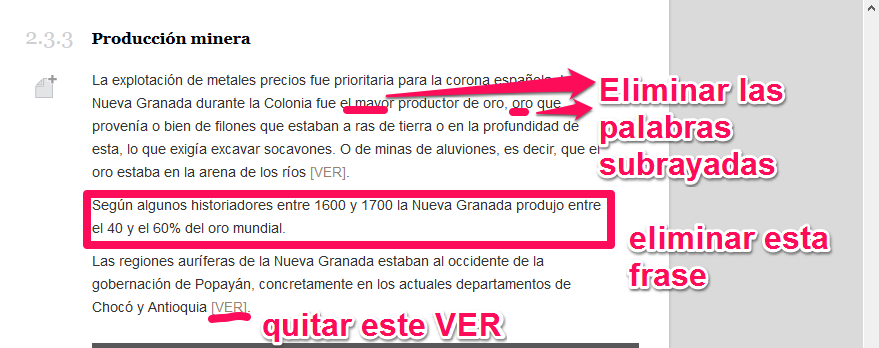 2.3.3 Producción minera
La explotación de metales precios fue prioritaria para la corona española.
Nueva Granada durante la Colonia fue el mayor productor de oro, oro que
provenía o bien de filones que estaban a ras de tierra o en la profundidad de
esta, lo que exigía excavar socavones. O de minas de aluviones, es decir, que el
oro estaba en la arena de los ríos [VER].
Eliminar las
palabras
subrayadas
Según algunos historiadores entre 1600 y 1700 la Nueva Granada produjo entre
el 40 y el 60% del oro mundial.
eliminar esta
frase
Las regiones auríferas de la Nueva Granada estaban al occidente de la
gobernación de Popayán, concretamente en los actuales departamentos de
Chocó y Antioquia [VER].
quitar este VER